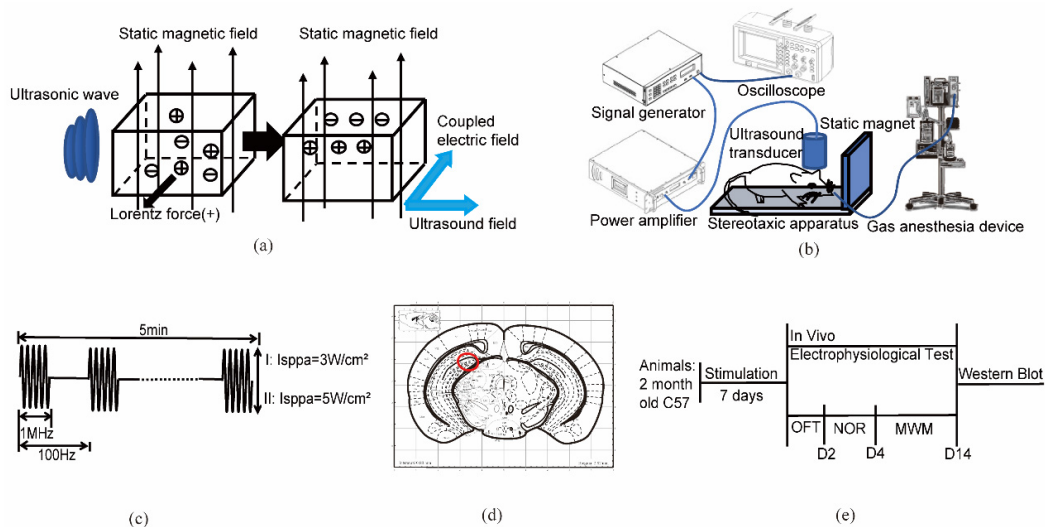 Static magnetic field
Static magnetic field
Ultrasonic wave
Lorentz force(+)
Coupled
electric field
Ultrasound field
(a)
Signal generator
Oscilloscope
Power amplifier
Ultrasound
transducer
Static magnet
Stereotaxic apparatus
Gas anesthesia device
(b)
5min
I: Isppa=3W/cm²
II: Isppa=5W/cm²
1MHz
100Hz
(c)
(d)
Animals:
2 month
old C57
Stimulation
7 days
In Vivo
Electrophysiological Test
Western Blot
OFT
NOR
MWM
D2
D4
D14
(e)